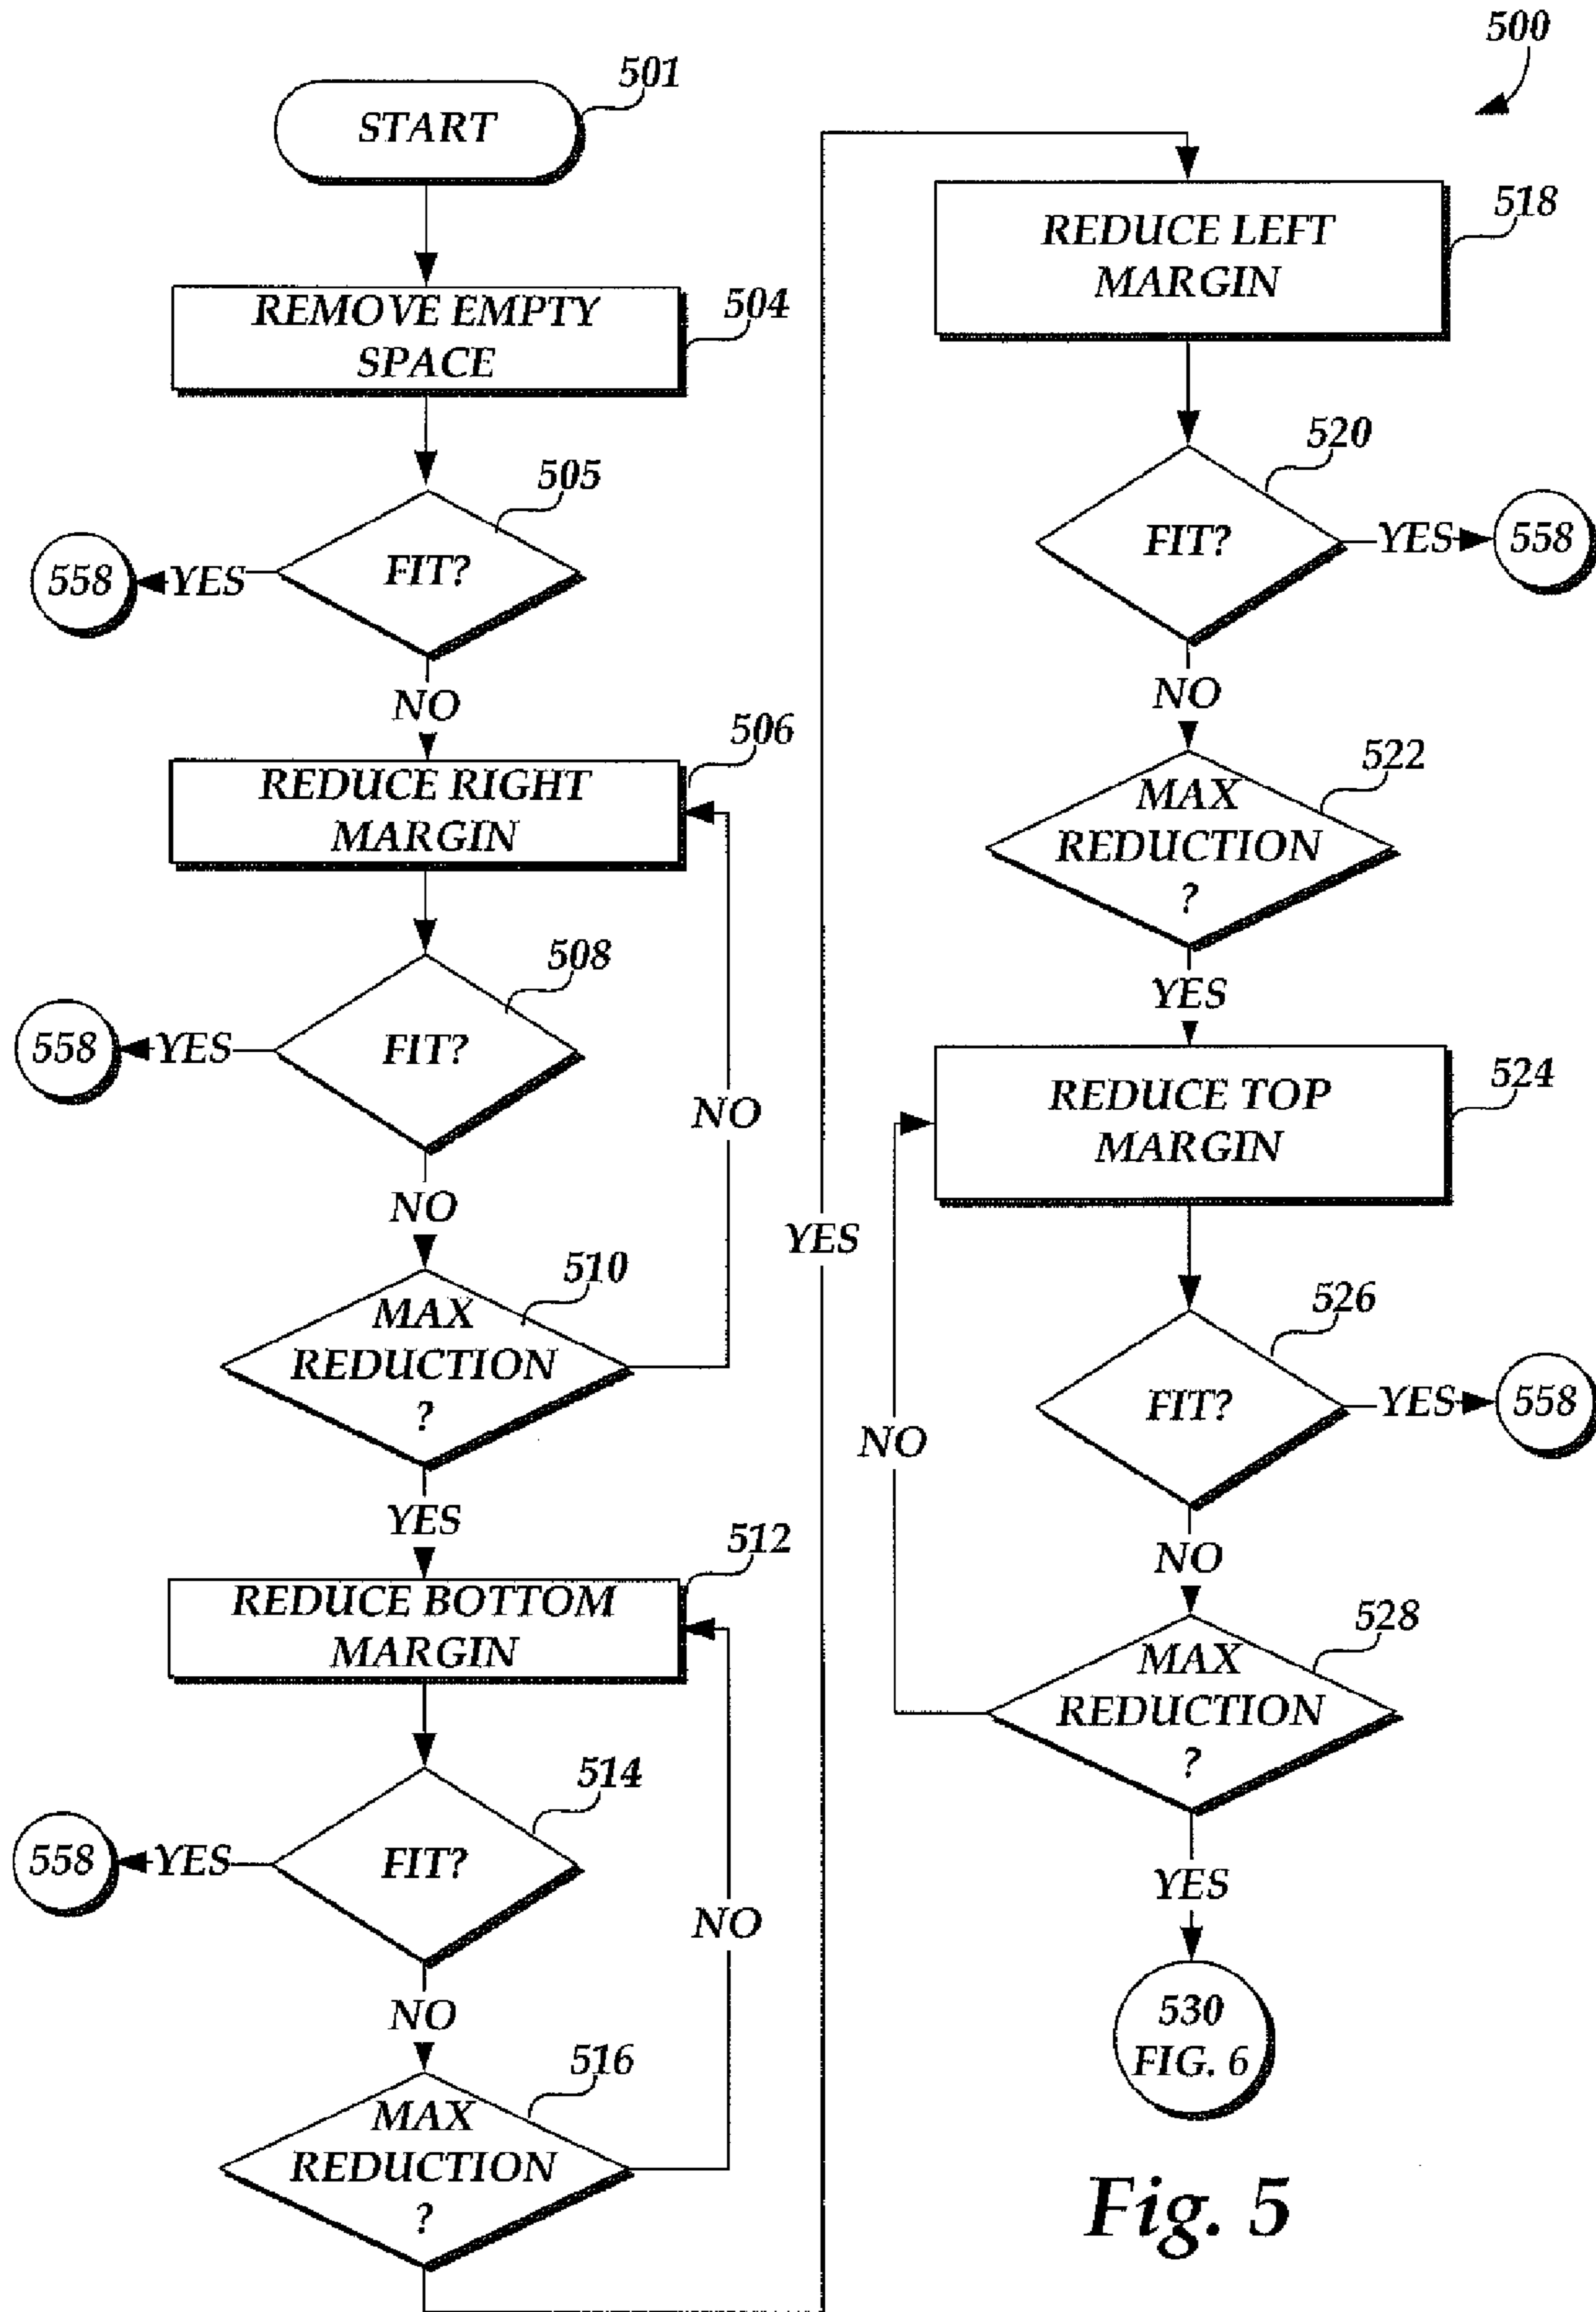 500
START
501
REMOVE EMPTY
SPACE
504
505
FIT?
YES
558
NO
506
REDUCE RIGHT
MARGIN
508
FIT?
YES
558
NO
NO
510
MAX
REDUCTION
?
YES
512
REDUCE BOTTOM
MARGIN
514
FIT?
YES
558
NO
NO
516
MAX
REDUCTION
?
YES
REDUCE LEFT
MARGIN
518
520
FIT?
YES
558
NO
522
MAX
REDUCTION
?
YES
REDUCE TOP
MARGIN
524
526
FIT?
YES
558
NO
NO
528
MAX
REDUCTION
?
YES
530
FIG. 6
Fig. 5